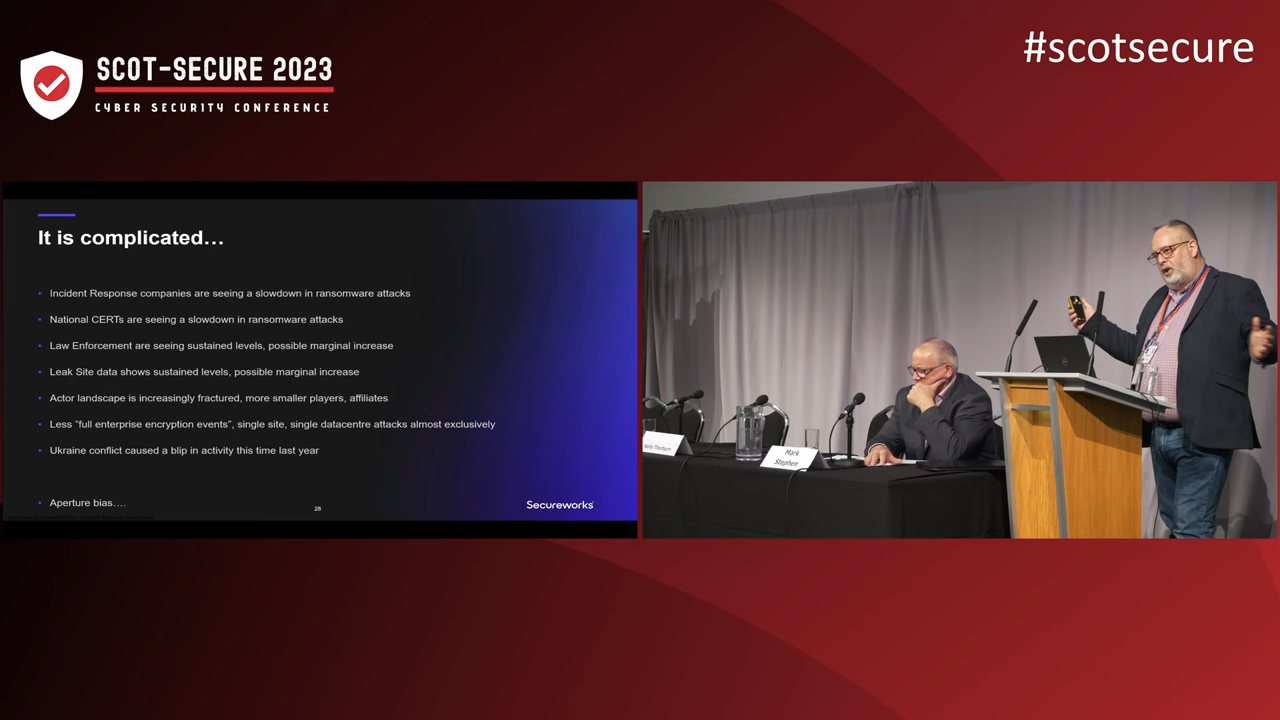 SCOT-SECURE 2023
CYBER SECURITY CONFERENCE
#scotsecure
It is complicated…
• Incident Response companies are seeing a slowdown in ransomware attacks
• National CERTs are seeing a slowdown in ransomware attacks
• Law Enforcement are seeing sustained levels, possible marginal increase
• Leak Site data shows sustained levels, possible marginal increase
• Actor landscape is increasingly fractured, more smaller players, affiliates
• Less "full enterprise encryption events", single site, single datacentre attacks almost exclusively
• Ukraine conflict caused a blip in activity this time last year
• Aperture bias….
28
Secureworks
Kelly
Mark
Stephen